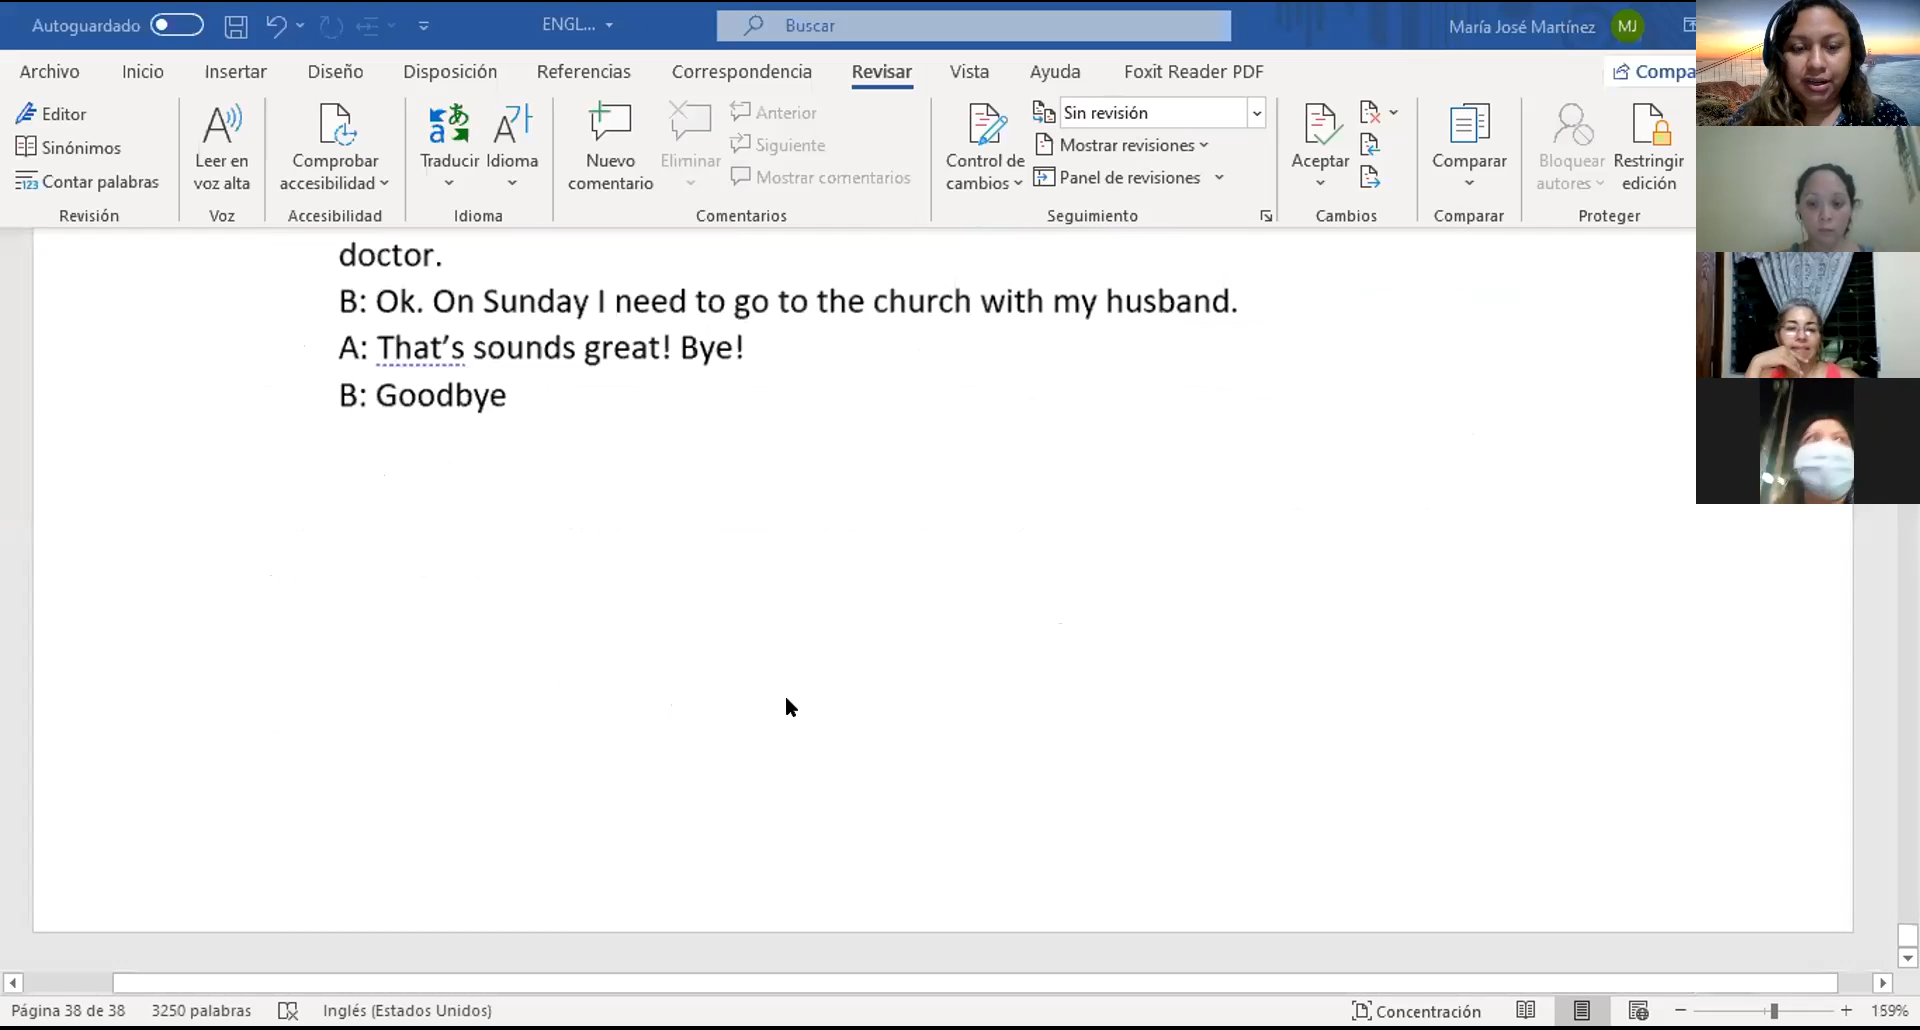 Autoguardado
ENGL...
Buscar
María José Martínez
MJ
Archivo
Inicio
Insertar
Diseño
Disposición
Referencias
Correspondencia
Revisar
Vista
Ayuda
Foxit Reader PDF
Compa
Editor
Sinónimos
Contar palabras
Revisión
Leer en
voz alta
Voz
Comprobar
accesibilidad
Accesibilidad
Traducir
Idioma
Idioma
Nuevo
comentario
Eliminar
Anterior
Siguiente
Mostrar comentarios
Comentarios
Control de
cambios
Sin revisión
Mostrar revisiones
Panel de revisiones
Seguimiento
Aceptar
Cambios
Comparar
Comparar
Bloquear
autores
Restringir
edición
Proteger
doctor.
B: Ok. On Sunday I need to go to the church with my husband.
A: That’s sounds great! Bye!
B: Goodbye
Página 38 de 38
3250 palabras
Inglés (Estados Unidos)
Concentración
159%